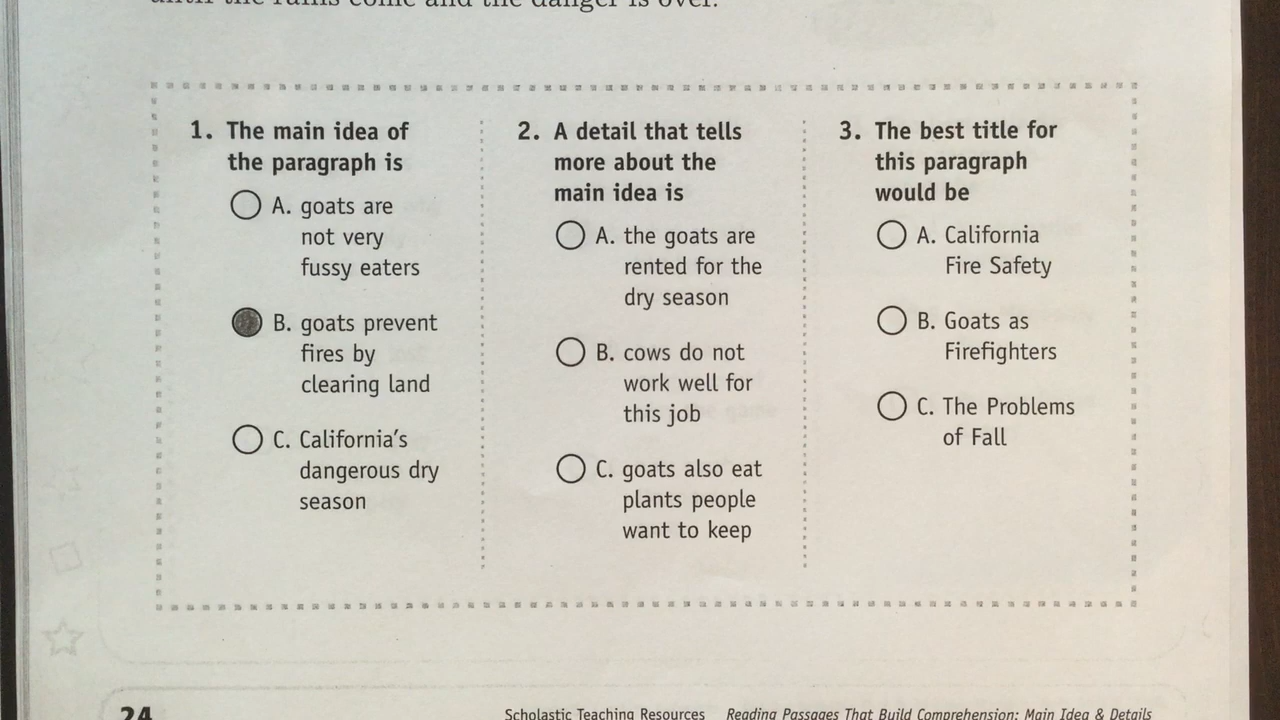 until the rains come and the danger is over.
1. The main idea of
the paragraph is
A. goats are
not very
fussy eaters
B. goats prevent
fires by
clearing land
C. California's
dangerous dry
season
2. A detail that tells
more about the
main idea is
A. the goats are
rented for the
dry season
B. cows do not
work well for
this job
C. goats also eat
plants people
want to keep
3. The best title for
this paragraph
would be
A. California
Fire Safety
B. Goats as
Firefighters
C. The Problems
of Fall
24
Scholastic Teaching Resources Reading Passages That Build Comprehension: Main Idea & Details